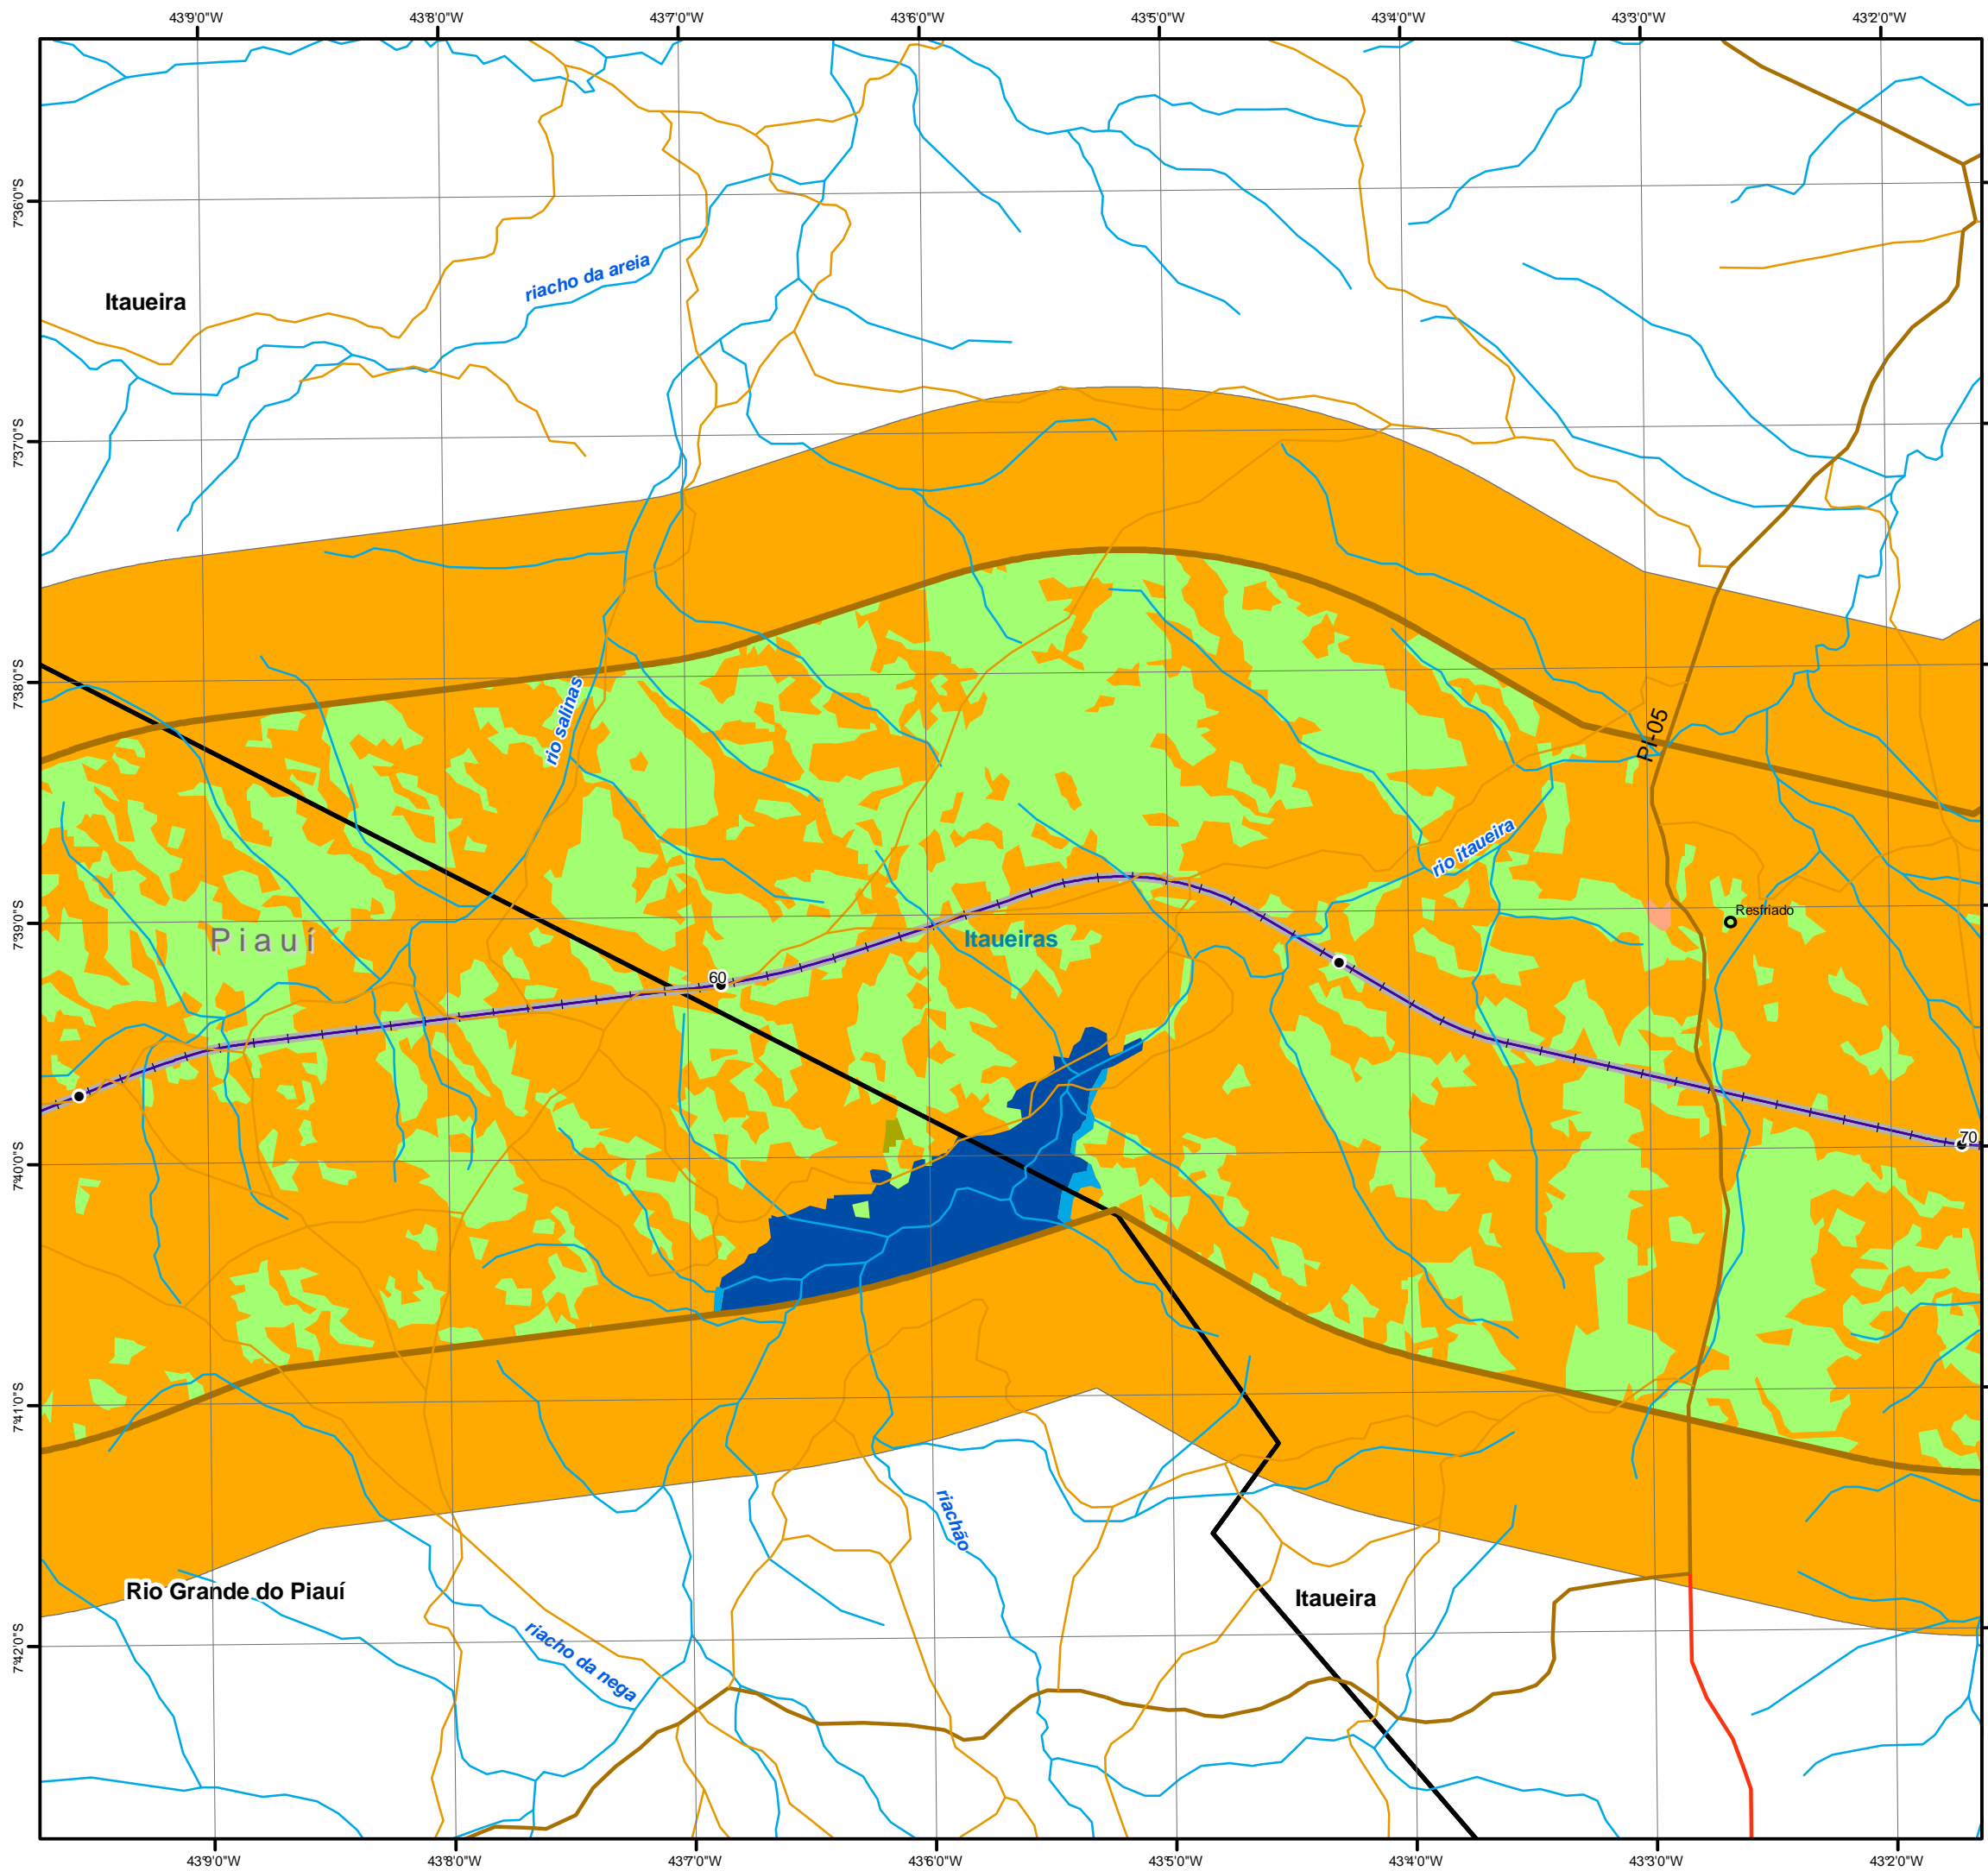 43°9'0"W 43°8'0"W 43°7'0"W 43°6'0"W 43°5'0"W 43°4'0"W 43°3'0"W 43°2'0"W
7°36'0"S
riacho da areia
Itaueira
7°37'0"S
7°38'0"S
rio salinas
PI-05
rio itaueira
Resfriado
7°39'0"S
Piauí
Itaueiras
60
70
7°40'0"S
7°41'0"S
riachão
Rio Grande do Piauí
Itaueira
7°42'0"S
riacho da nega
43°9'0"W 43°8'0"W 43°7'0"W 43°6'0"W 43°5'0"W 43°4'0"W 43°3'0"W 43°2'0"W